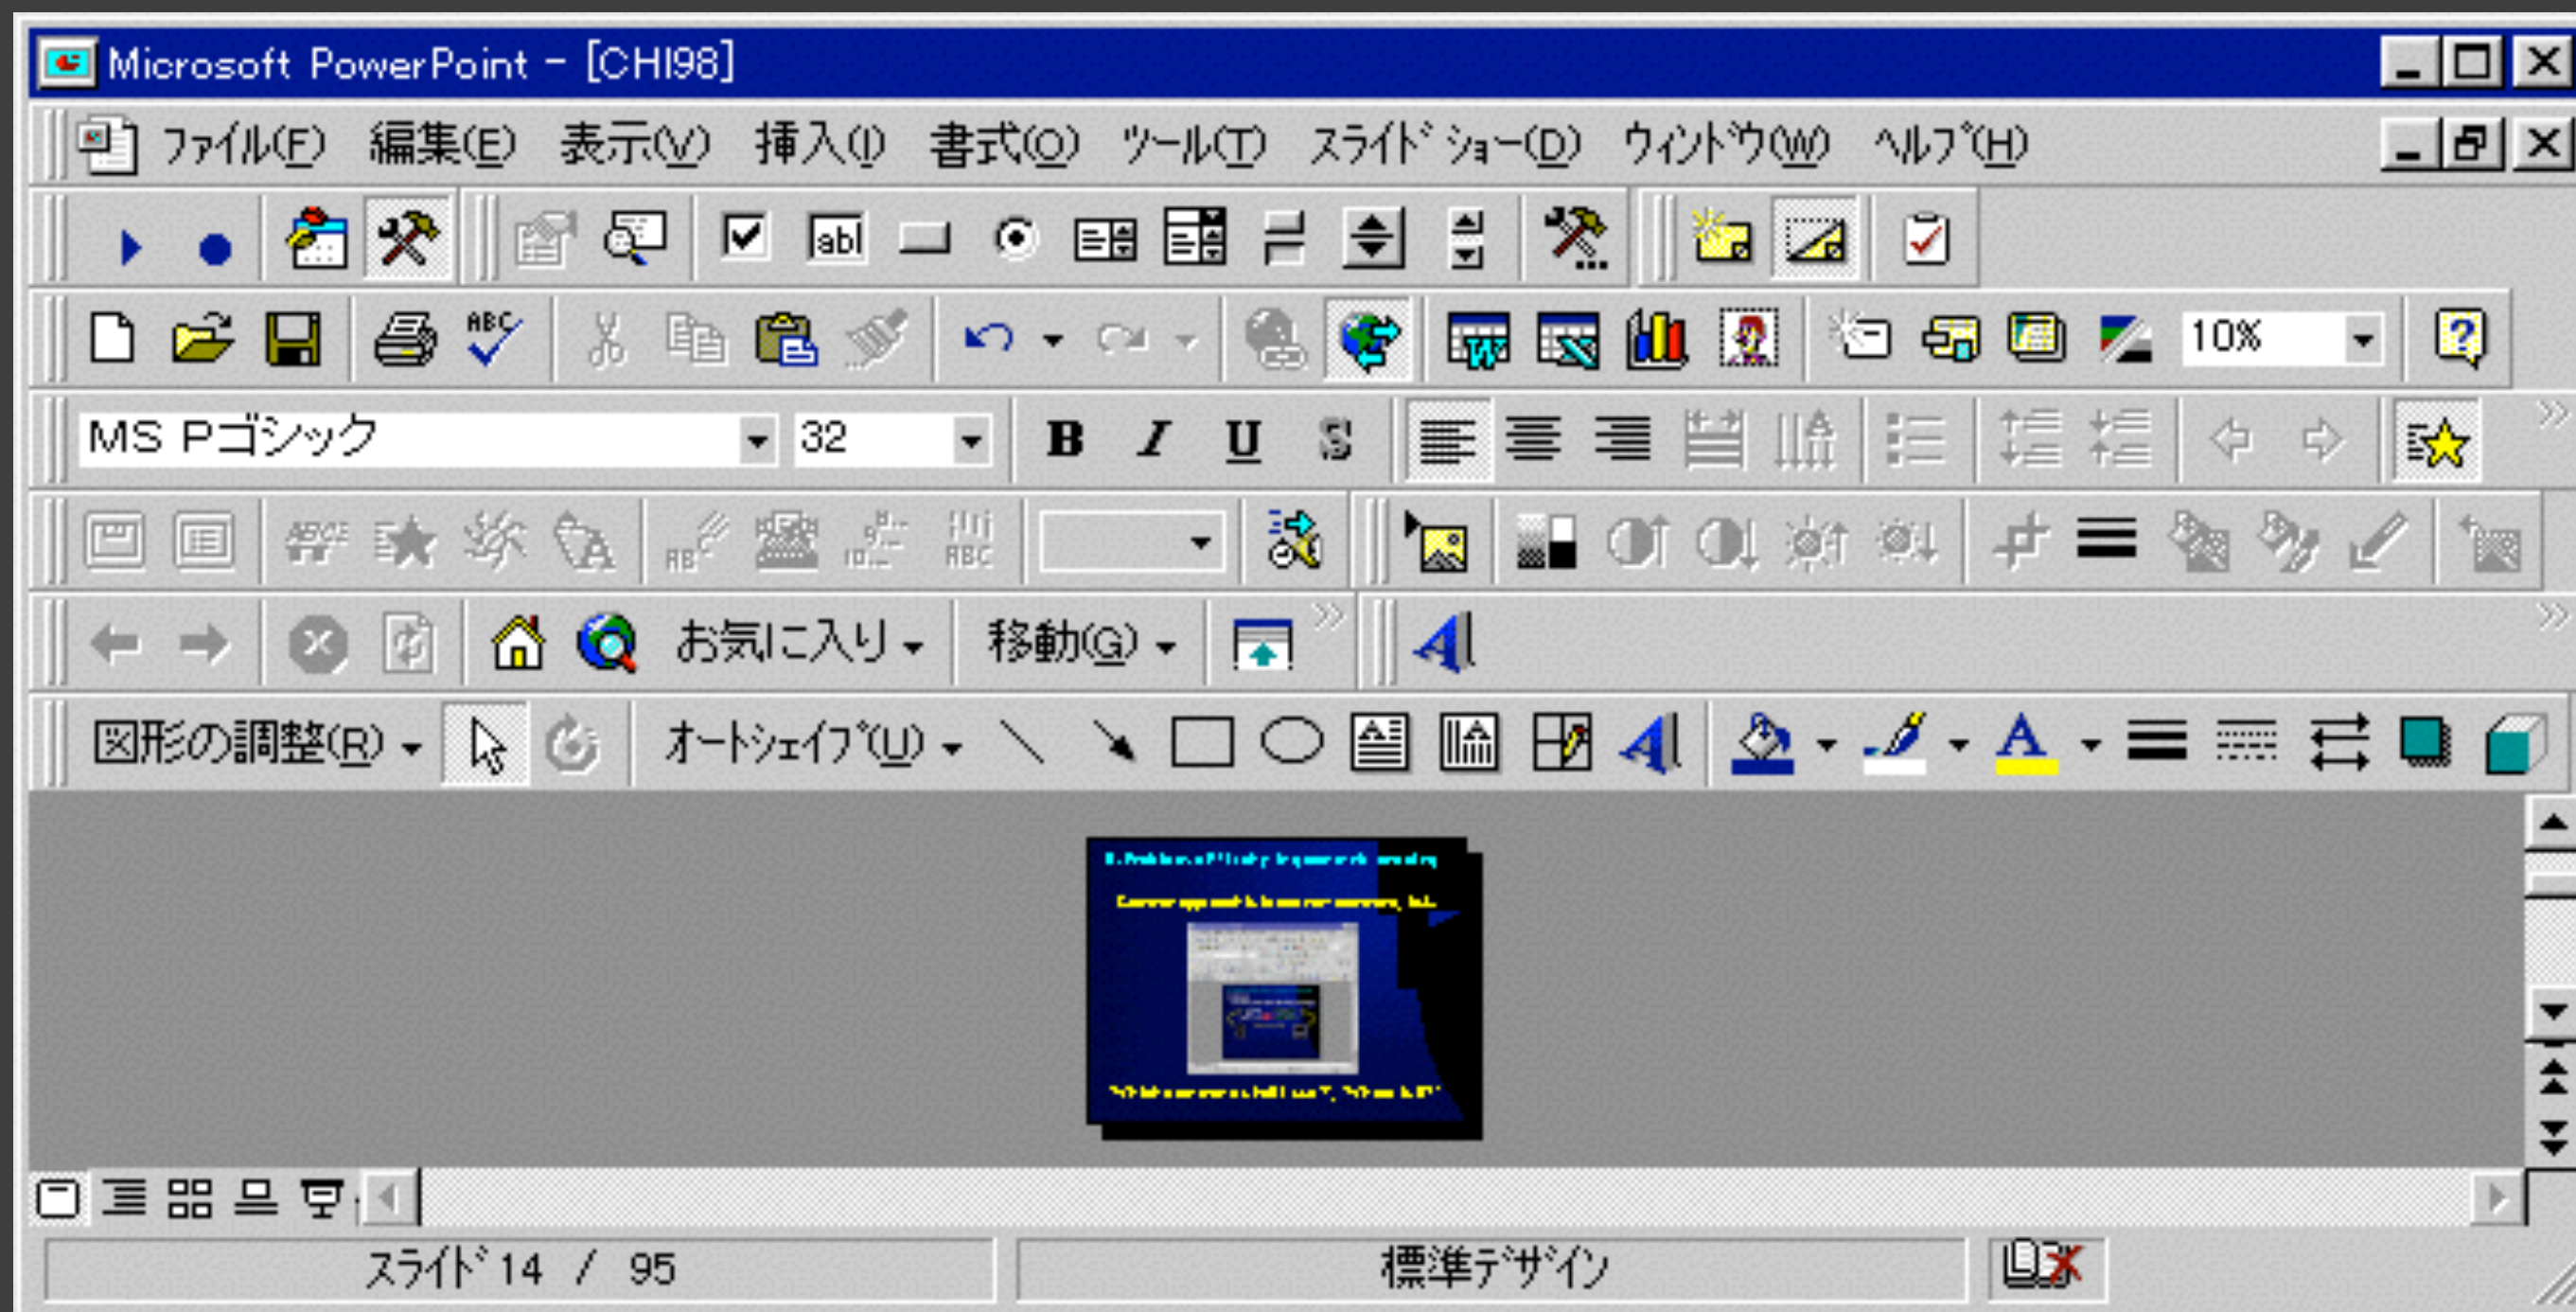 Microsoft PowerPoint - [CHI98]
ファイル(F) 編集(E) 表示(V) 挿入(I) 書式(O) ツール(T) スライド ショー(D) ウィンドウ(W) ヘルプ(H)
abl
ABC W X 10% ?
MS Pゴシック 32 B I U S
お気に入り 移動(G) A
図形の調整(R) オートシェイプ(U) A A
スライド 14 / 95 標準デザイン